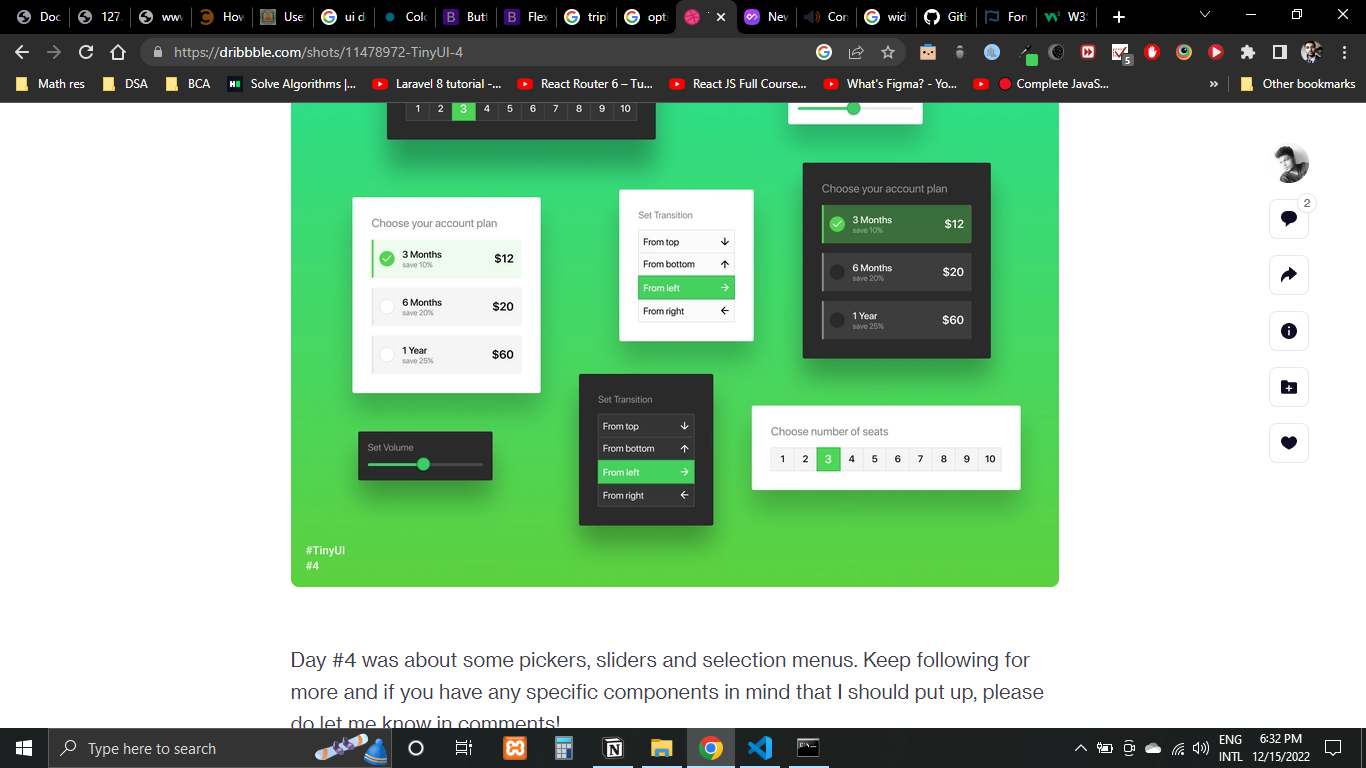 Doc
127.
www
How
Use
ui d
Colo
Butt
Flex
tripl
opti
New
Con
wid
Gitl
Fon
W3S
https://dribbble.com/shots/11478972-TinyUI-4
5
Math res
DSA
BCA
Solve Algorithms |...
Laravel 8 tutorial -...
React Router 6 – Tu...
React JS Full Course...
What's Figma? - Yo...
Complete JavaS...
»
Other bookmarks
1 2 3 4 5 6 7 8 9 10
Choose your account plan
3 Months
save 10%
$12
6 Months
save 20%
$20
1 Year
save 25%
$60
Set Transition
From top
From bottom
From left
From right
Choose your account plan
3 Months
save 10%
$12
6 Months
save 20%
$20
1 Year
save 25%
$60
Set Volume
Set Transition
From top
From bottom
From left
From right
Choose number of seats
1 2 3 4 5 6 7 8 9 10
#TinyUI
#4
2
Day #4 was about some pickers, sliders and selection menus. Keep following for
more and if you have any specific components in mind that I should put up, please
do let me know in comments!
Type here to search
ENG
INTL
6:32 PM
12/15/2022